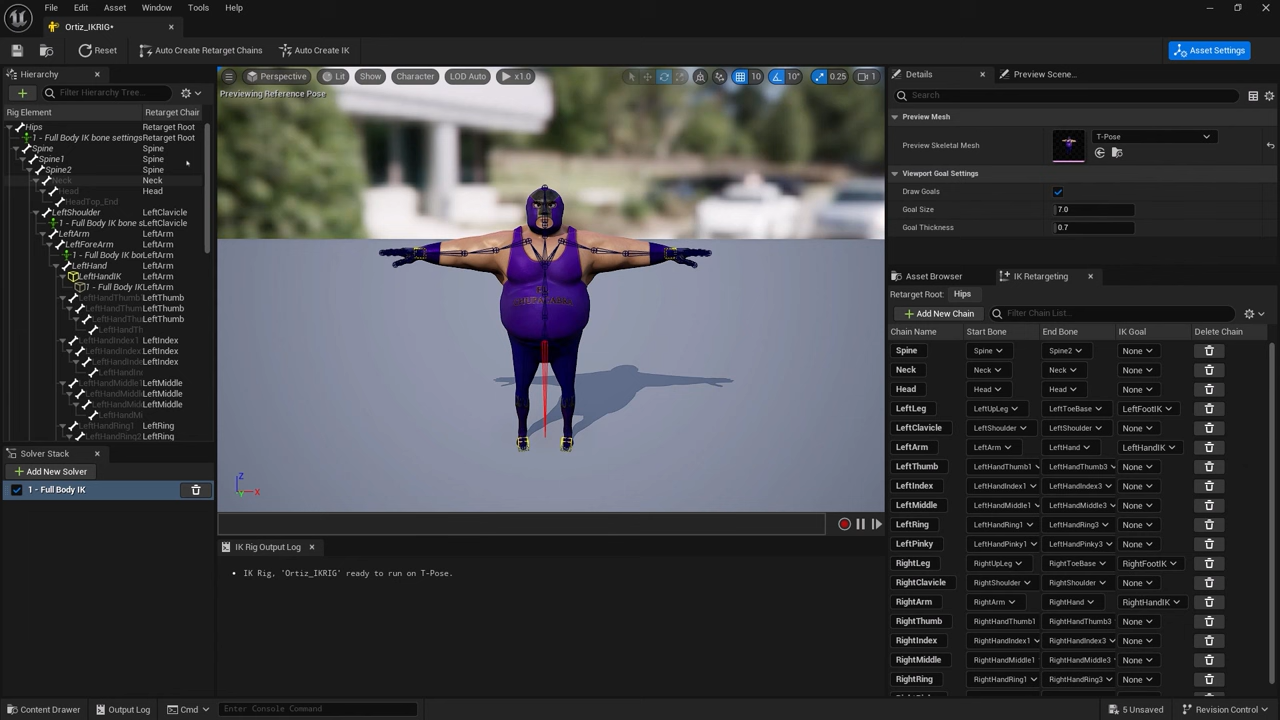 File Edit Asset Window Tools Help
Ortiz_IKRIG*
Reset Auto Create Retarget Chains Auto Create IK Asset Settings
Hierarchy
Filter Hierarchy Tree...
Rig Element Retarget Chain
Hips Retarget Root
1 - Full Body IK bone settings Retarget Root
Spine Spine
Spine1 Spine
Spine2 Spine
Neck Neck
Head Head
HeadTop_End
LeftShoulder LeftClavicle
1 - Full Body IK bone s LeftClavicle
LeftArm LeftArm
LeftForeArm LeftArm
1 - Full Body IK bo LeftArm
LeftHand LeftArm
LeftHandIK LeftArm
1 - Full Body IK LeftArm
LeftHandThumb1 LeftThumb
LeftHandThum LeftThumb
LeftHandThum LeftThumb
LeftHandTh
LeftHandIndex1 LeftIndex
LeftHandIndex LeftIndex
LeftHandIndex LeftIndex
LeftHandIn
LeftHandMiddle1 LeftMiddle
LeftHandMiddl LeftMiddle
LeftHandMidd LeftMiddle
LeftHandMi
LeftHandRing1 LeftRing
LeftHandRing2 LeftRing
Solver Stack
Add New Solver
1 - Full Body IK
Perspective Lit Show Character LOD Auto x1.0 10 10° 0.25 1
Previewing Reference Pose
Z
Y X
IK Rig Output Log
IK Rig, 'Ortiz_IKRIG' ready to run on T-Pose.
Details Preview Scene...
Search
Preview Mesh
Preview Skeletal Mesh T-Pose
Viewport Goal Settings
Draw Goals
Goal Size 7.0
Goal Thickness 0.7
Asset Browser IK Retargeting
Retarget Root: Hips
Add New Chain Filter Chain List...
Chain Name Start Bone End Bone IK Goal Delete Chain
Spine Spine Spine2 None
Neck Neck Neck None
Head Head Head None
LeftLeg LeftUpLeg LeftToeBase LeftFootIK
LeftClavicle LeftShoulder LeftShoulder None
LeftArm LeftArm LeftHand LeftHandIK
LeftThumb LeftHandThumb1 LeftHandThumb3 None
LeftIndex LeftHandIndex1 LeftHandIndex3 None
LeftMiddle LeftHandMiddle1 LeftHandMiddle3 None
LeftRing LeftHandRing1 LeftHandRing3 None
LeftPinky LeftHandPinky1 LeftHandPinky3 None
RightLeg RightUpLeg RightToeBase RightFootIK
RightClavicle RightShoulder RightShoulder None
RightArm RightArm RightHand RightHandIK
RightThumb RightHandThumb1 RightHandThumb3 None
RightIndex RightHandIndex1 RightHandIndex3 None
RightMiddle RightHandMiddle1 RightHandMiddle3 None
RightRing RightHandRing1 RightHandRing3 None
Content Drawer Output Log Cmd Enter Console Command 5 Unsaved Revision Control